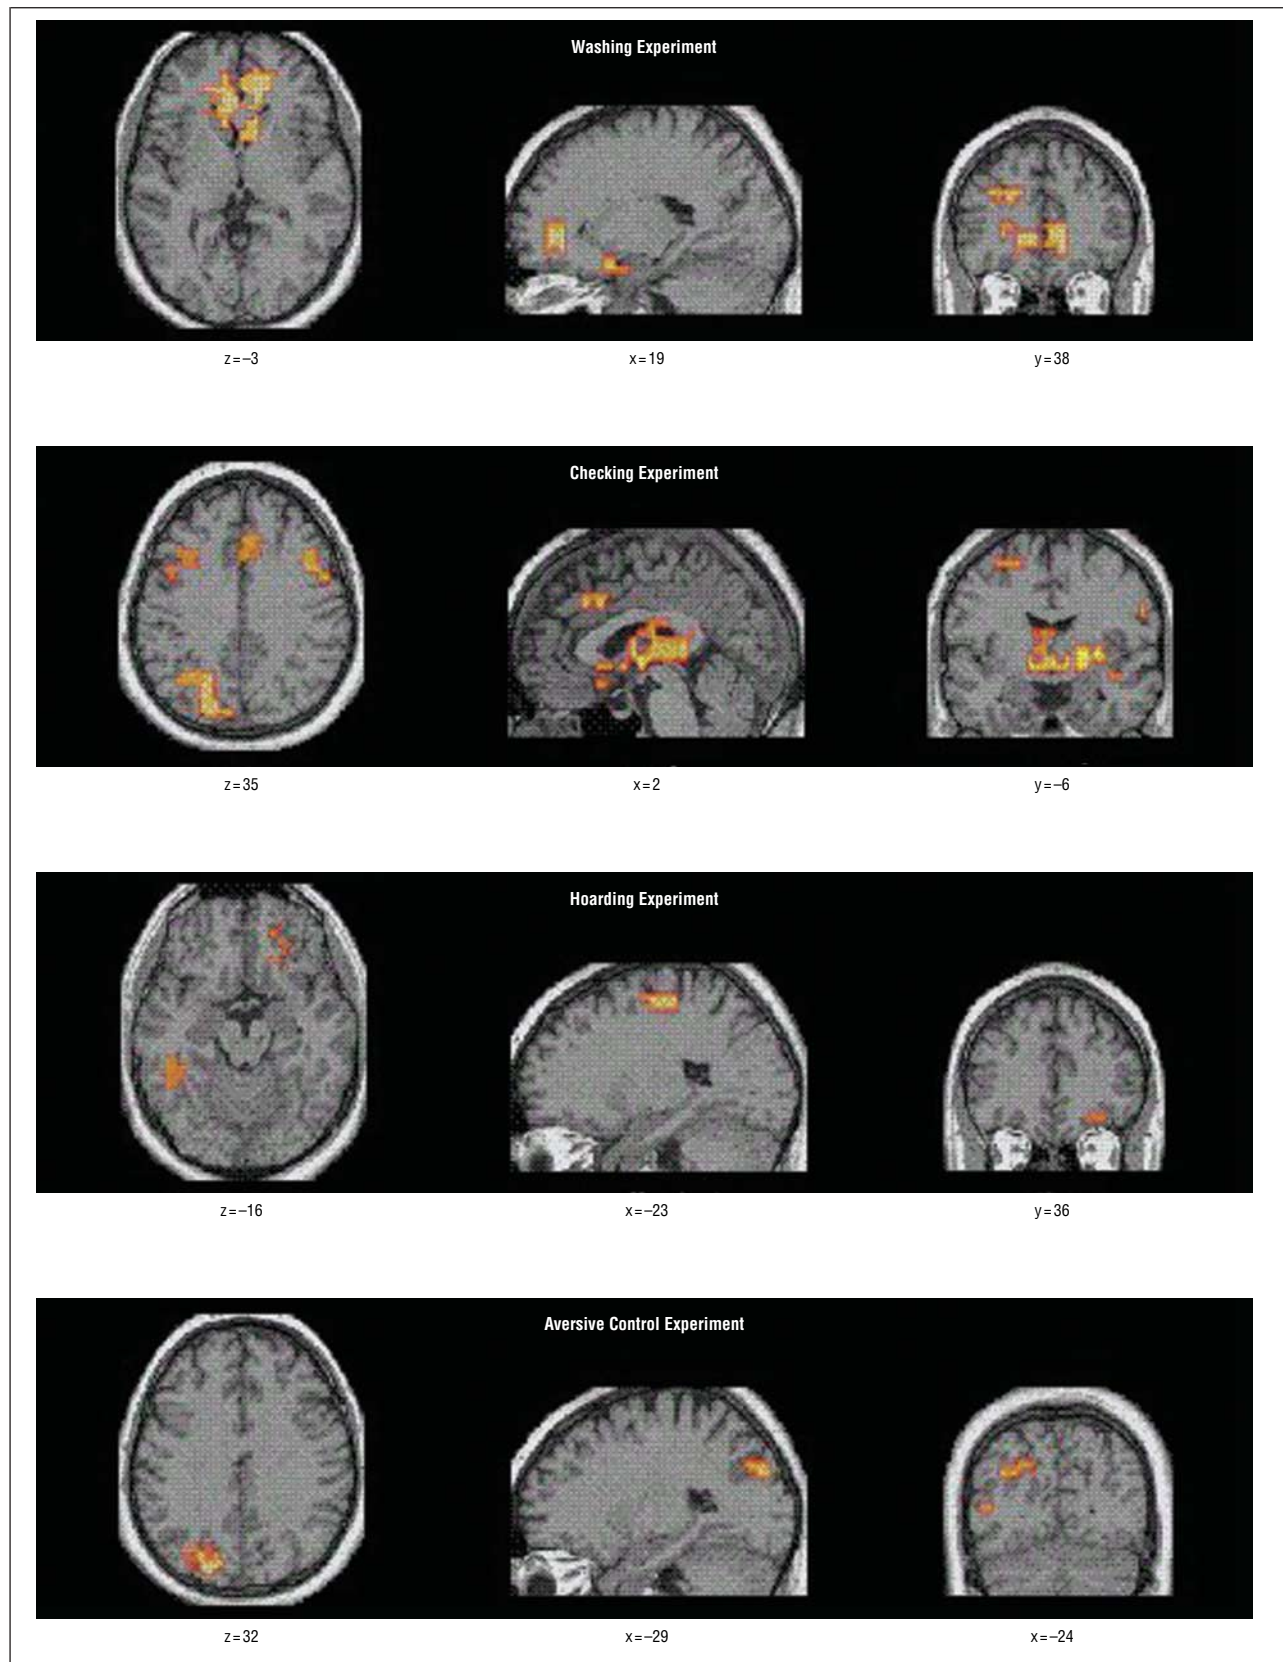 Washing Experiment
z=–3
x=19
y=38
Checking Experiment
z=35
x=2
y=–6
Hoarding Experiment
z=–16
x=–23
y=36
Aversive Control Experiment
z=32
x=–29
x=–24